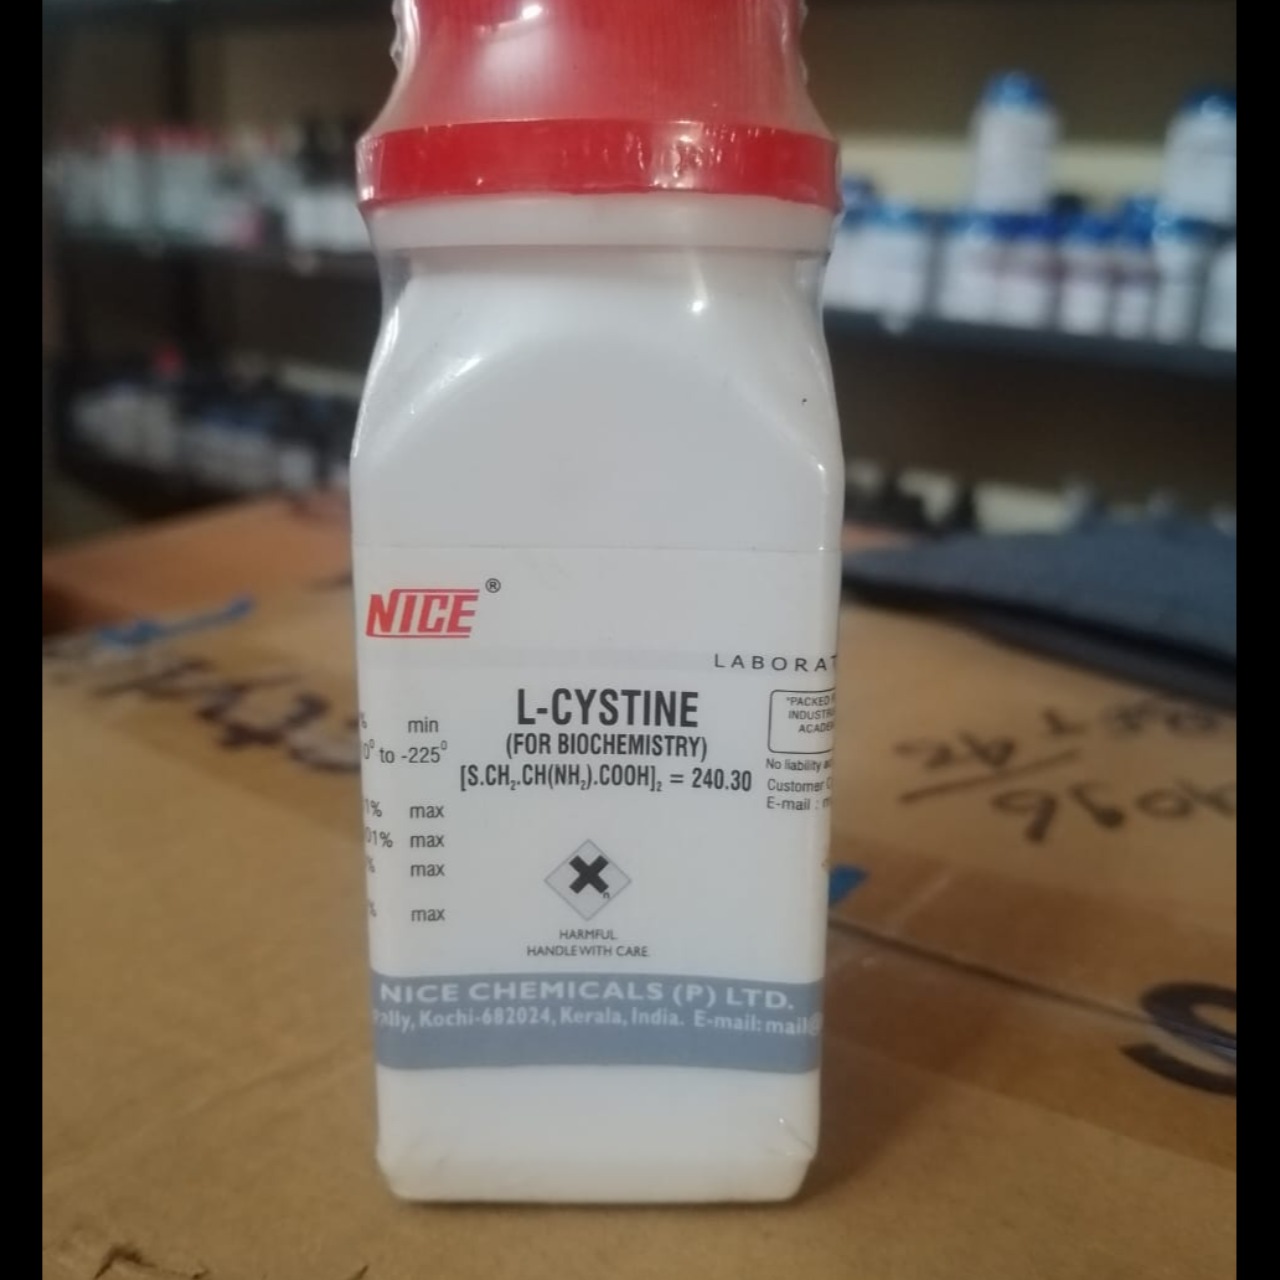 NICE®
LABORAT
L-CYSTINE
(FOR BIOCHEMISTRY)
[S.CH₂.CH(NH₂).COOH]₂ = 240.30
% min
0° to -225°
1% max
01% max
% max
% max
"PACKED
INDUSTR
ACADE
No liability
Customer
E-mail :
n
HARMFUL
HANDLE WITH CARE
NICE CHEMICALS (P) LTD.
ally, Kochi-682024, Kerala, India. E-mail: mail@